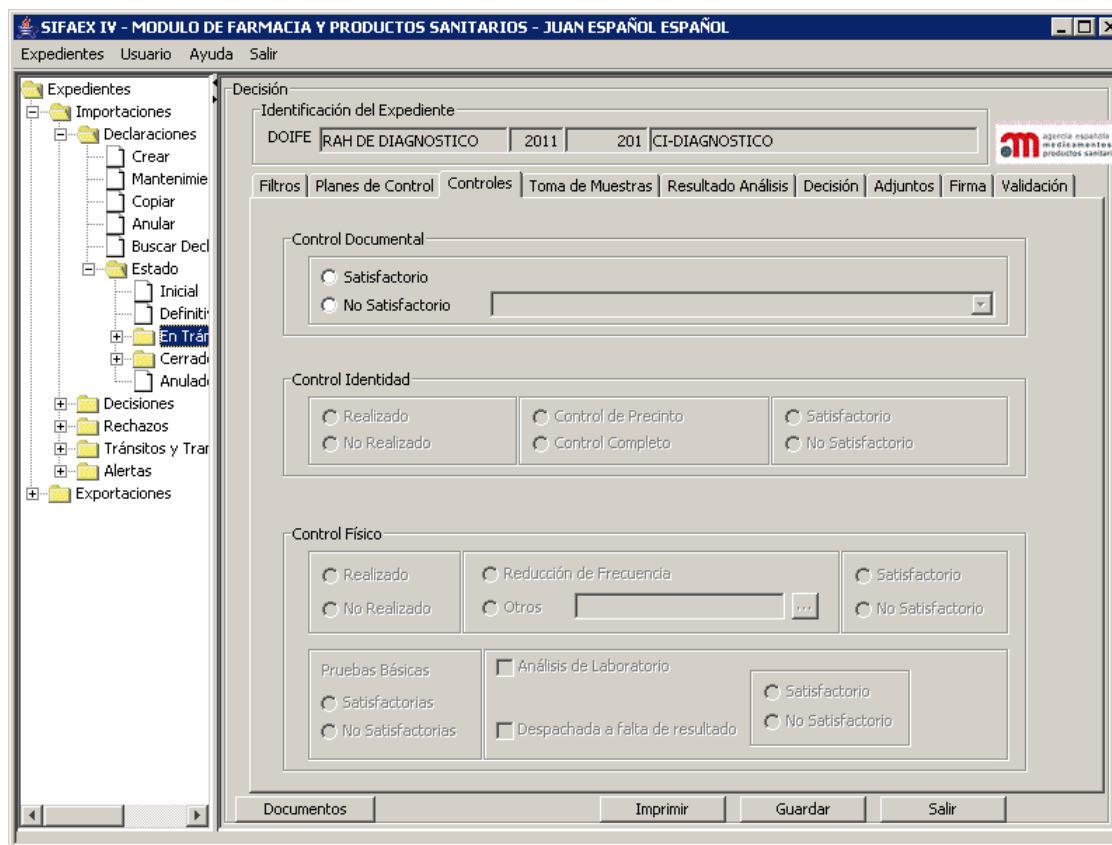 SIFAEX IV - MODULO DE FARMACIA Y PRODUCTOS SANITARIOS - JUAN ESPAÑOL ESPAÑOL
Expedientes Usuario Ayuda Salir
Expedientes
Importaciones
Declaraciones
Crear
Mantenimie
Copiar
Anular
Buscar Decl
Estado
Inicial
Definiti
En Trán
Cerrad
Anulad
Decisiones
Rechazos
Tránsitos y Tran
Alertas
Exportaciones
Decisión
Identificación del Expediente
DOIFE RAH DE DIAGNOSTICO 2011 201 CI-DIAGNOSTICO
agencia española
medicamentos
productos sanitari
Filtros Planes de Control Controles Toma de Muestras Resultado Análisis Decisión Adjuntos Firma Validación
Control Documental
Satisfactorio
No Satisfactorio
Control Identidad
Realizado Control de Precinto Satisfactorio
No Realizado Control Completo No Satisfactorio
Control Físico
Realizado Reducción de Frecuencia Satisfactorio
No Realizado Otros ... No Satisfactorio
Pruebas Básicas Análisis de Laboratorio
Satisfactorias Satisfactorio
No Satisfactorias Despachada a falta de resultado No Satisfactorio
Documentos Imprimir Guardar Salir